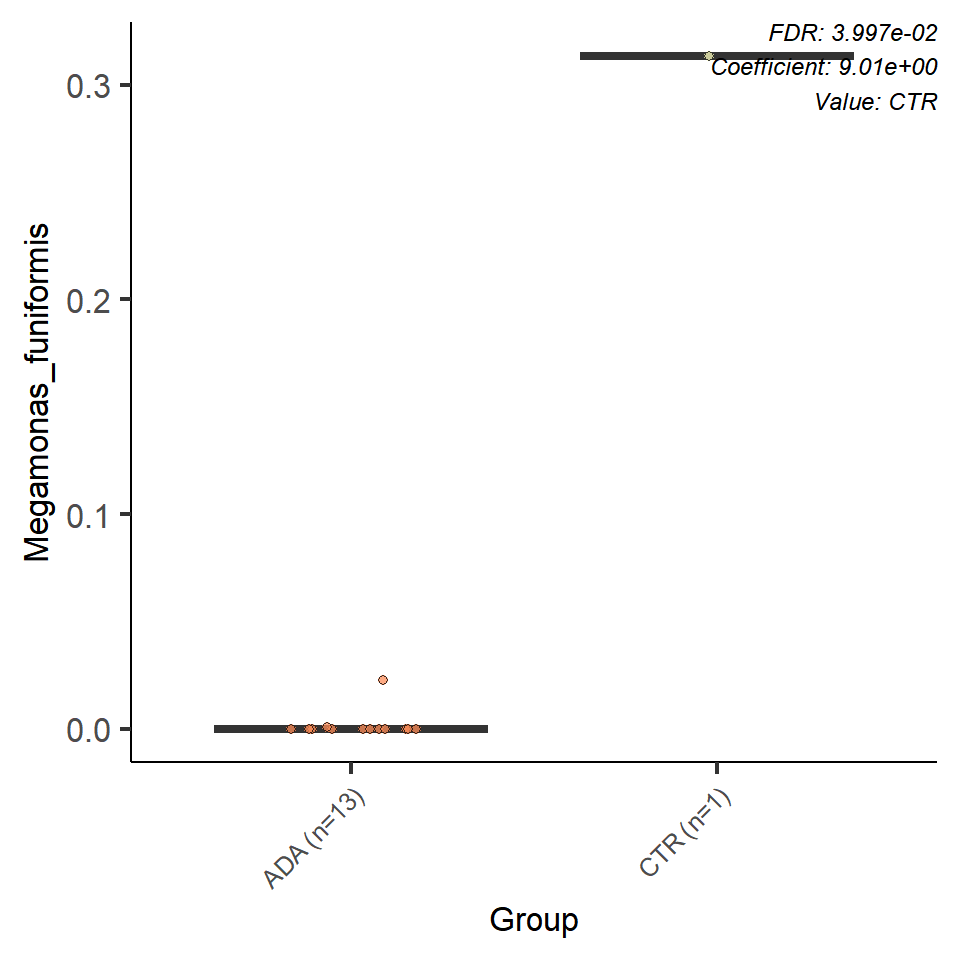 FDR: 3.997e-02
Coefficient: 9.01e+00
Value: CTR
Megamonas_funiformis
0.3
0.2
0.1
0.0
ADA (n=13)
CTR (n=1)
Group